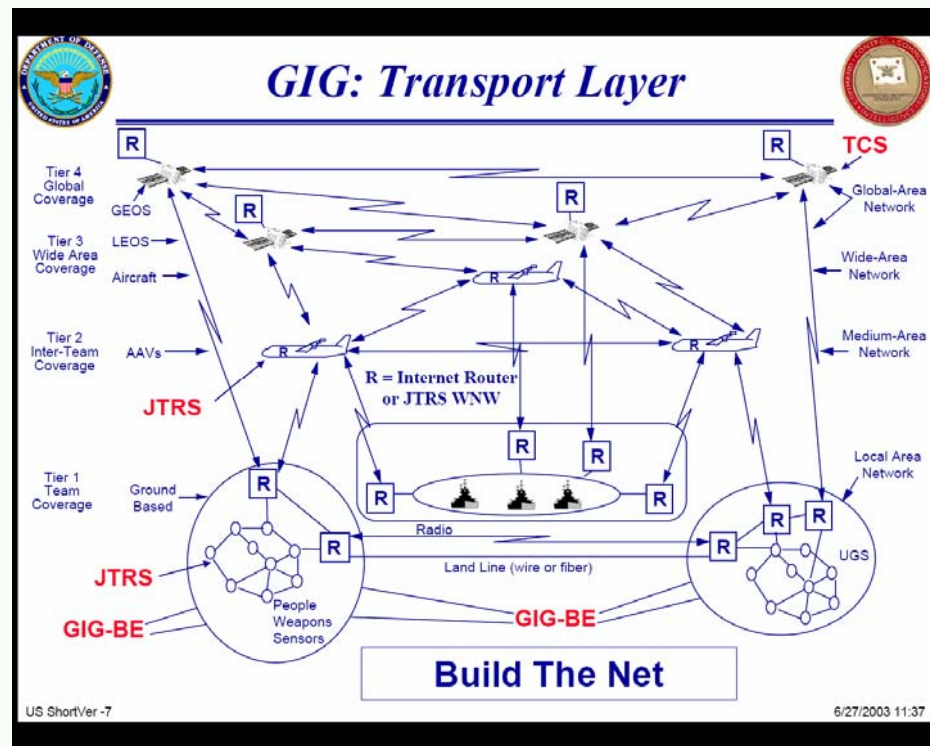 GIG: Transport Layer
R
R
TCS
Tier 4
Global
Coverage
GEOS
R
R
Global-Area
Network
Tier 3
Wide Area
Coverage
LEOS
Aircraft
R
Wide-Area
Network
Tier 2
Inter-Team
Coverage
AAVs
R
R
Medium-Area
Network
JTRS
R = Internet Router
or JTRS WNW
R
R
Tier 1
Team
Coverage
Ground
Based
R
R
R
Local Area
Network
Radio
R
R
R
R
Land Line (wire or fiber)
UGS
JTRS
People
Weapons
Sensors
GIG-BE
GIG-BE
Build The Net
US ShortVer -7
6/27/2003 11:37